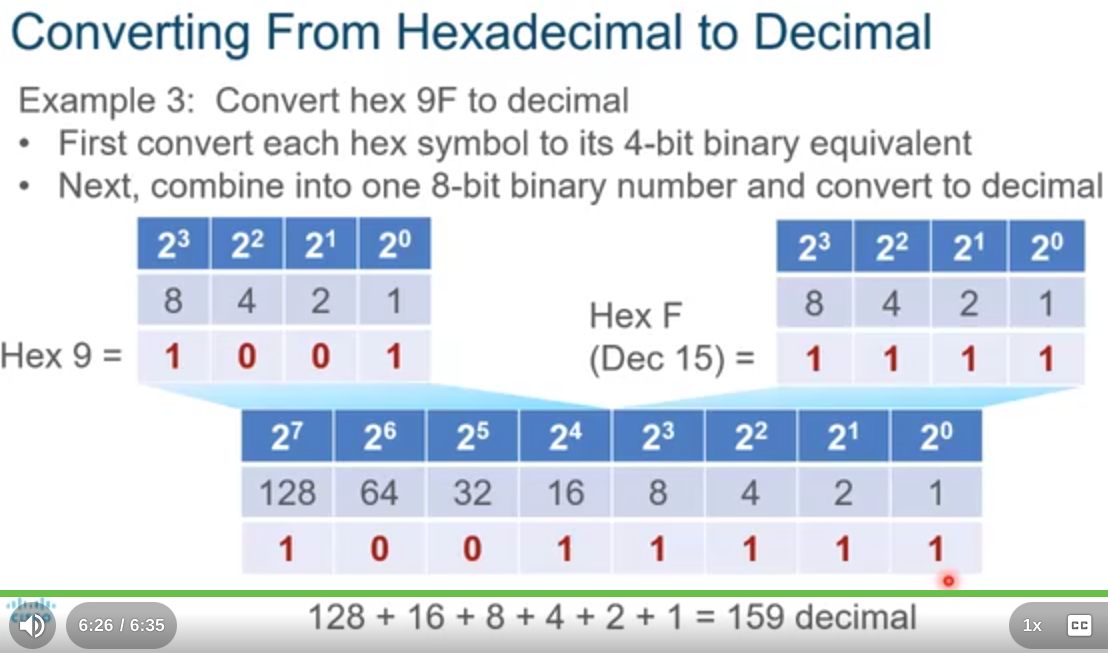 Converting From Hexadecimal to Decimal
Example 3: Convert hex 9F to decimal
• First convert each hex symbol to its 4-bit binary equivalent
• Next, combine into one 8-bit binary number and convert to decimal
2³ 2² 2¹ 2⁰
8 4 2 1
Hex 9 = 1 0 0 1
2³ 2² 2¹ 2⁰
8 4 2 1
Hex F
(Dec 15) = 1 1 1 1
2⁷ 2⁶ 2⁵ 2⁴ 2³ 2² 2¹ 2⁰
128 64 32 16 8 4 2 1
1 0 0 1 1 1 1 1
128 + 16 + 8 + 4 + 2 + 1 = 159 decimal
6:26 / 6:35
1x CC